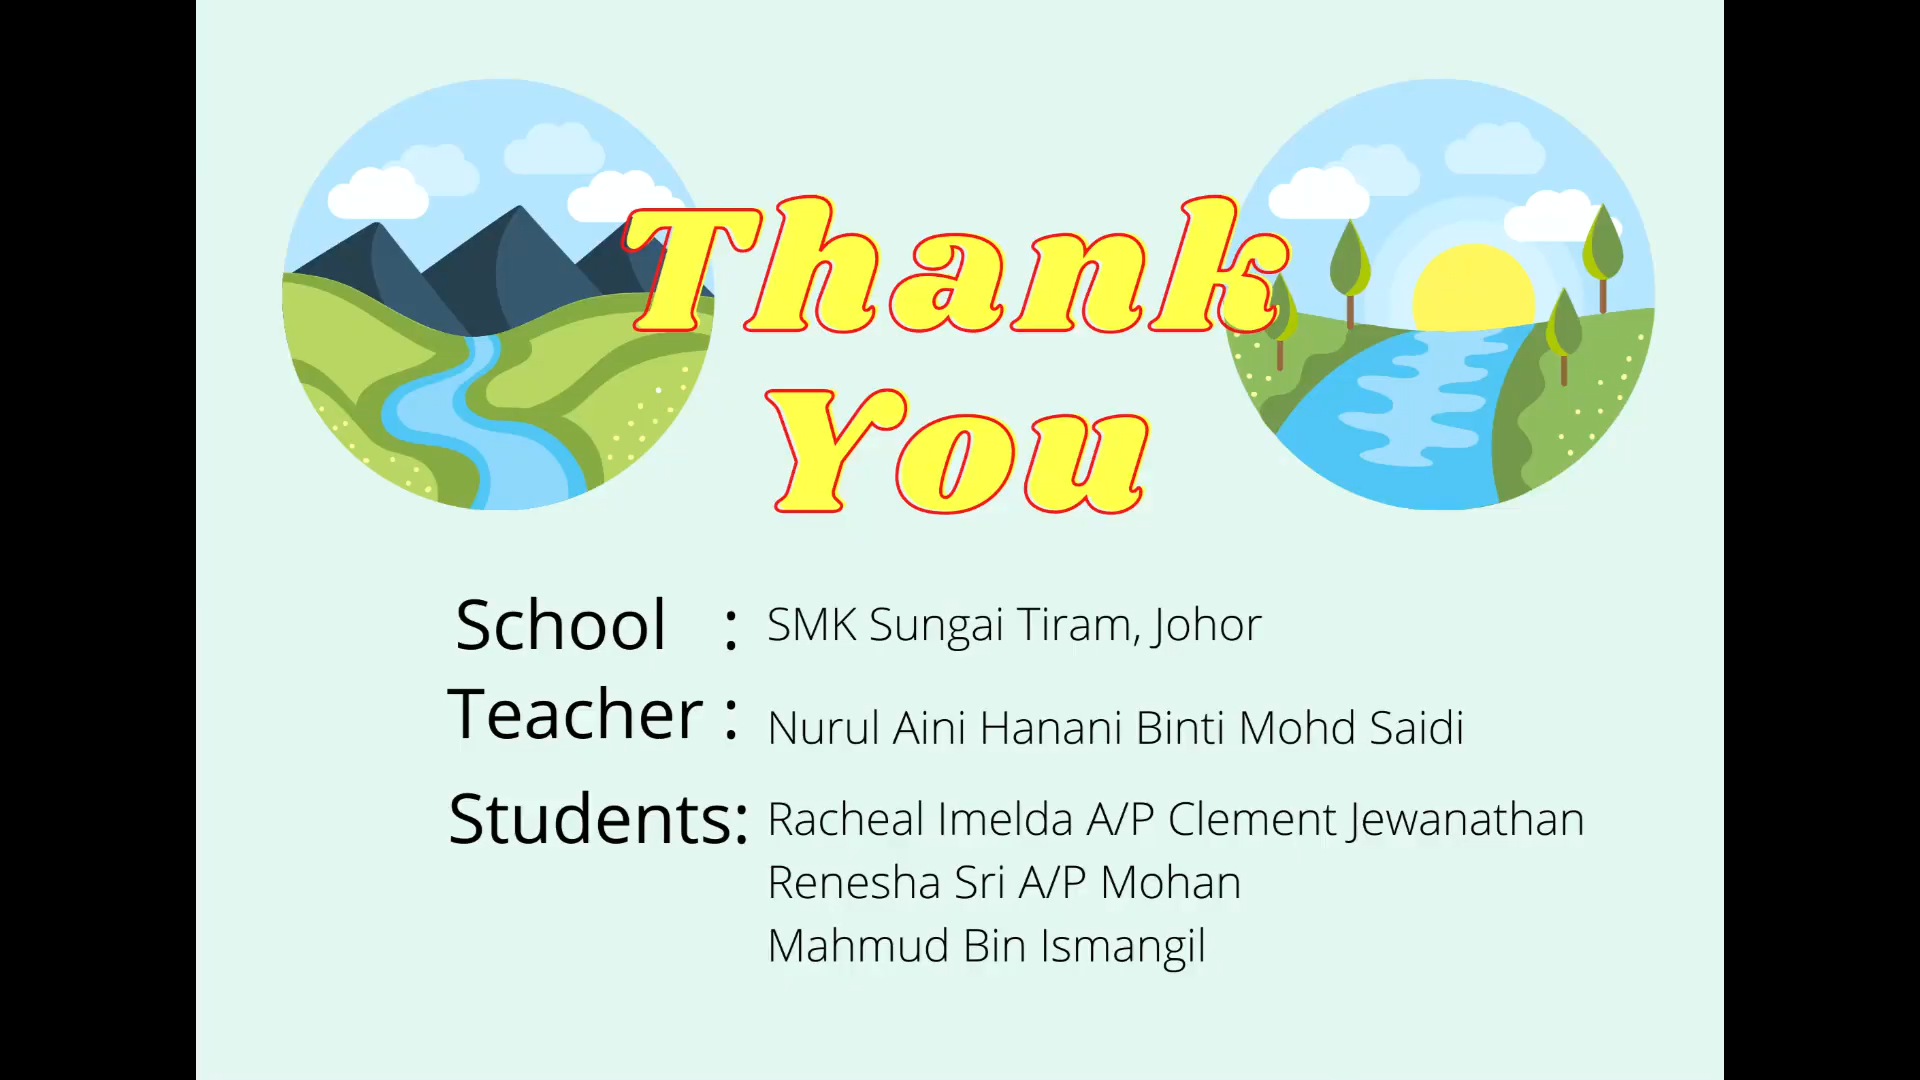 Thank
You
School : SMK Sungai Tiram, Johor
Teacher : Nurul Aini Hanani Binti Mohd Saidi
Students: Racheal Imelda A/P Clement Jewanathan
Renesha Sri A/P Mohan
Mahmud Bin Ismangil